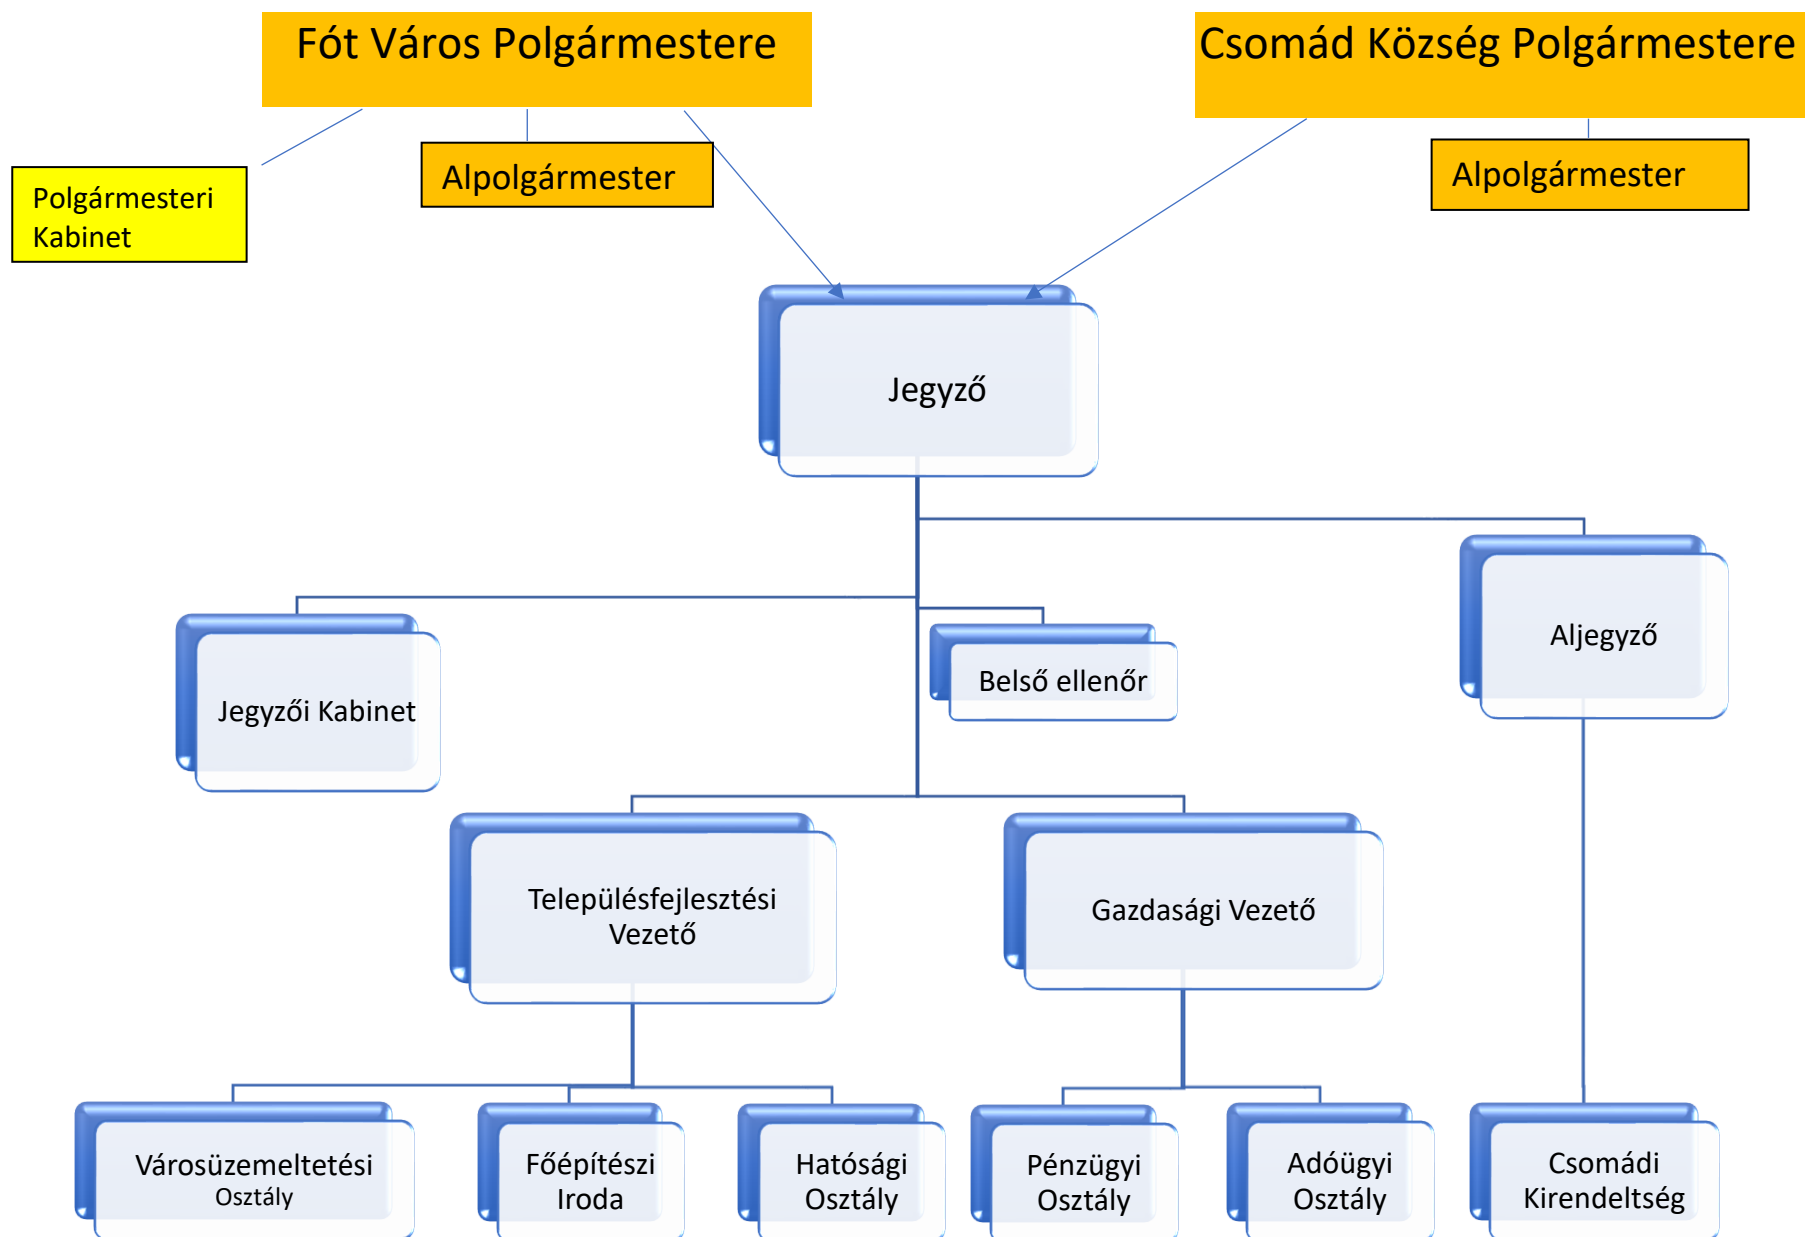 Fót Város Polgármestere
Csomád Község Polgármestere
Polgármesteri
Kabinet
Alpolgármester
Alpolgármester
Jegyző
Jegyzői Kabinet
Belső ellenőr
Aljegyző
Településfejlesztési
Vezető
Gazdasági Vezető
Városüzemeltetési
Osztály
Főépítészi
Iroda
Hatósági
Osztály
Pénzügyi
Osztály
Adóügyi
Osztály
Csomádi
Kirendeltség